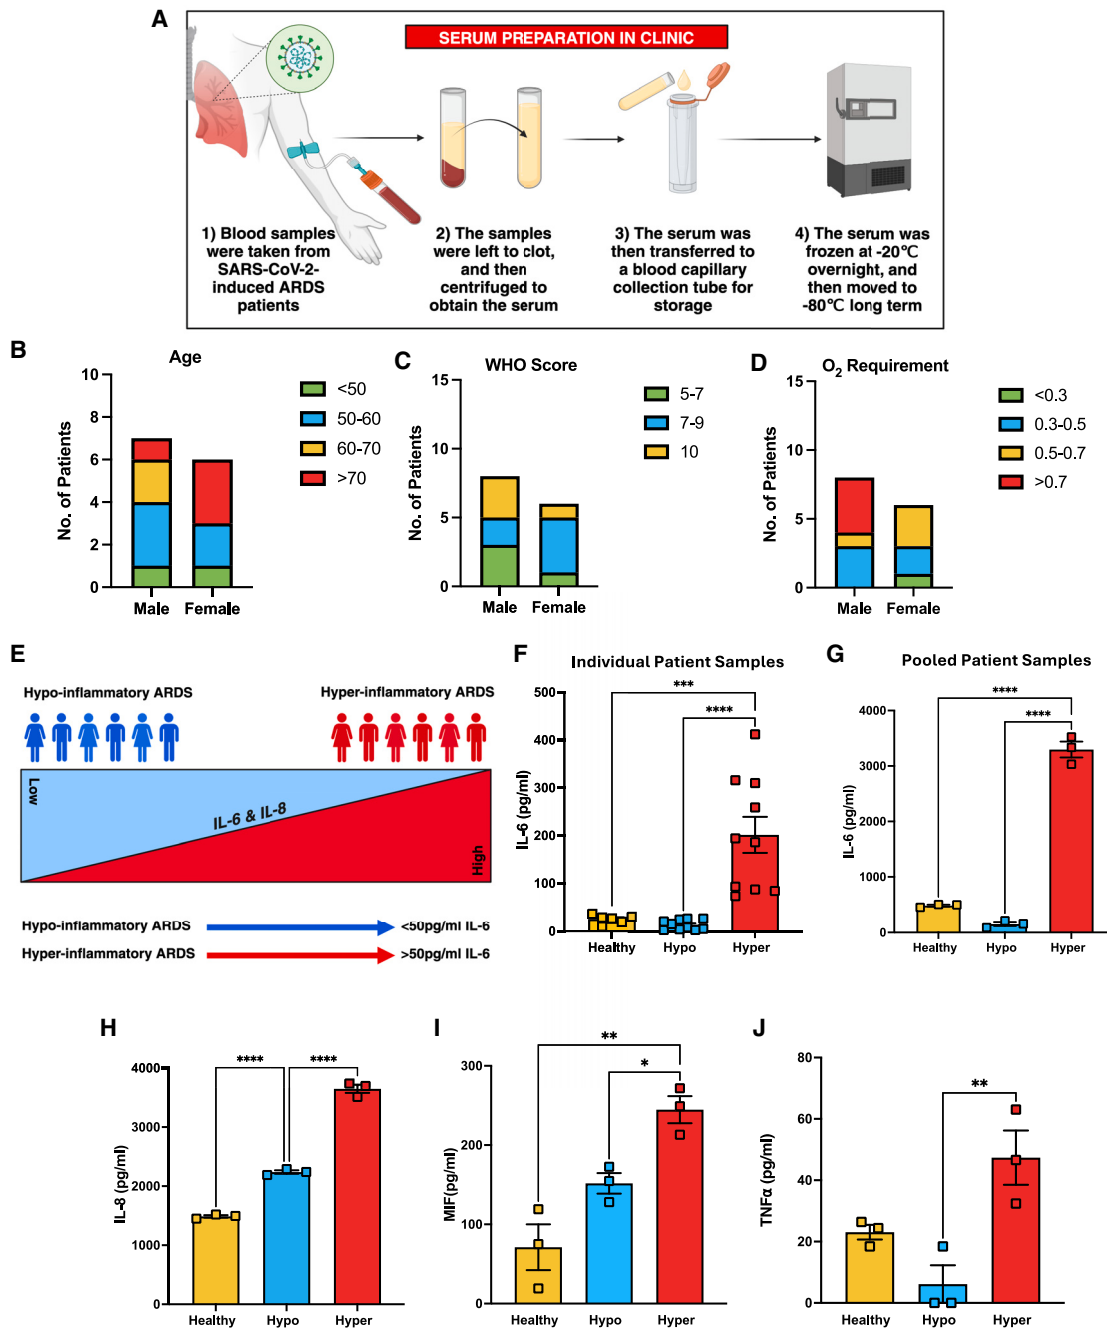 A
SERUM PREPARATION IN CLINIC
1) Blood samples
were taken from
SARS-CoV-2-
induced ARDS
patients
2) The samples
were left to clot,
and then
centrifuged to
obtain the serum
3) The serum was
then transferred to
a blood capillary
collection tube for
storage
4) The serum was
frozen at -20℃
overnight, and
then moved to
-80℃ long term
B
Age
No. of Patients
10
8
6
4
2
0
Male Female
<50
50-60
60-70
>70
C
WHO Score
No. of Patients
15
10
5
0
Male Female
5-7
7-9
10
D
O2 Requirement
No. of Patients
15
10
5
0
Male Female
<0.3
0.3-0.5
0.5-0.7
>0.7
E
Hypo-inflammatory ARDS
Hyper-inflammatory ARDS
Low
IL-6 & IL-8
High
Hypo-inflammatory ARDS <50pg/ml IL-6
Hyper-inflammatory ARDS >50pg/ml IL-6
F
Individual Patient Samples
IL-6 (pg/ml)
500
400
300
200
100
0
***
****
Healthy Hypo Hyper
G
Pooled Patient Samples
IL-6 (pg/ml)
4000
3000
2000
1000
0
****
****
Healthy Hypo Hyper
H
IL-8 (pg/ml)
4000
3000
2000
1000
0
**** ****
Healthy Hypo Hyper
I
MIF(pg/ml)
300
200
100
0
**
*
Healthy Hypo Hyper
J
TNFα (pg/ml)
80
60
40
20
0
**
Healthy Hypo Hyper